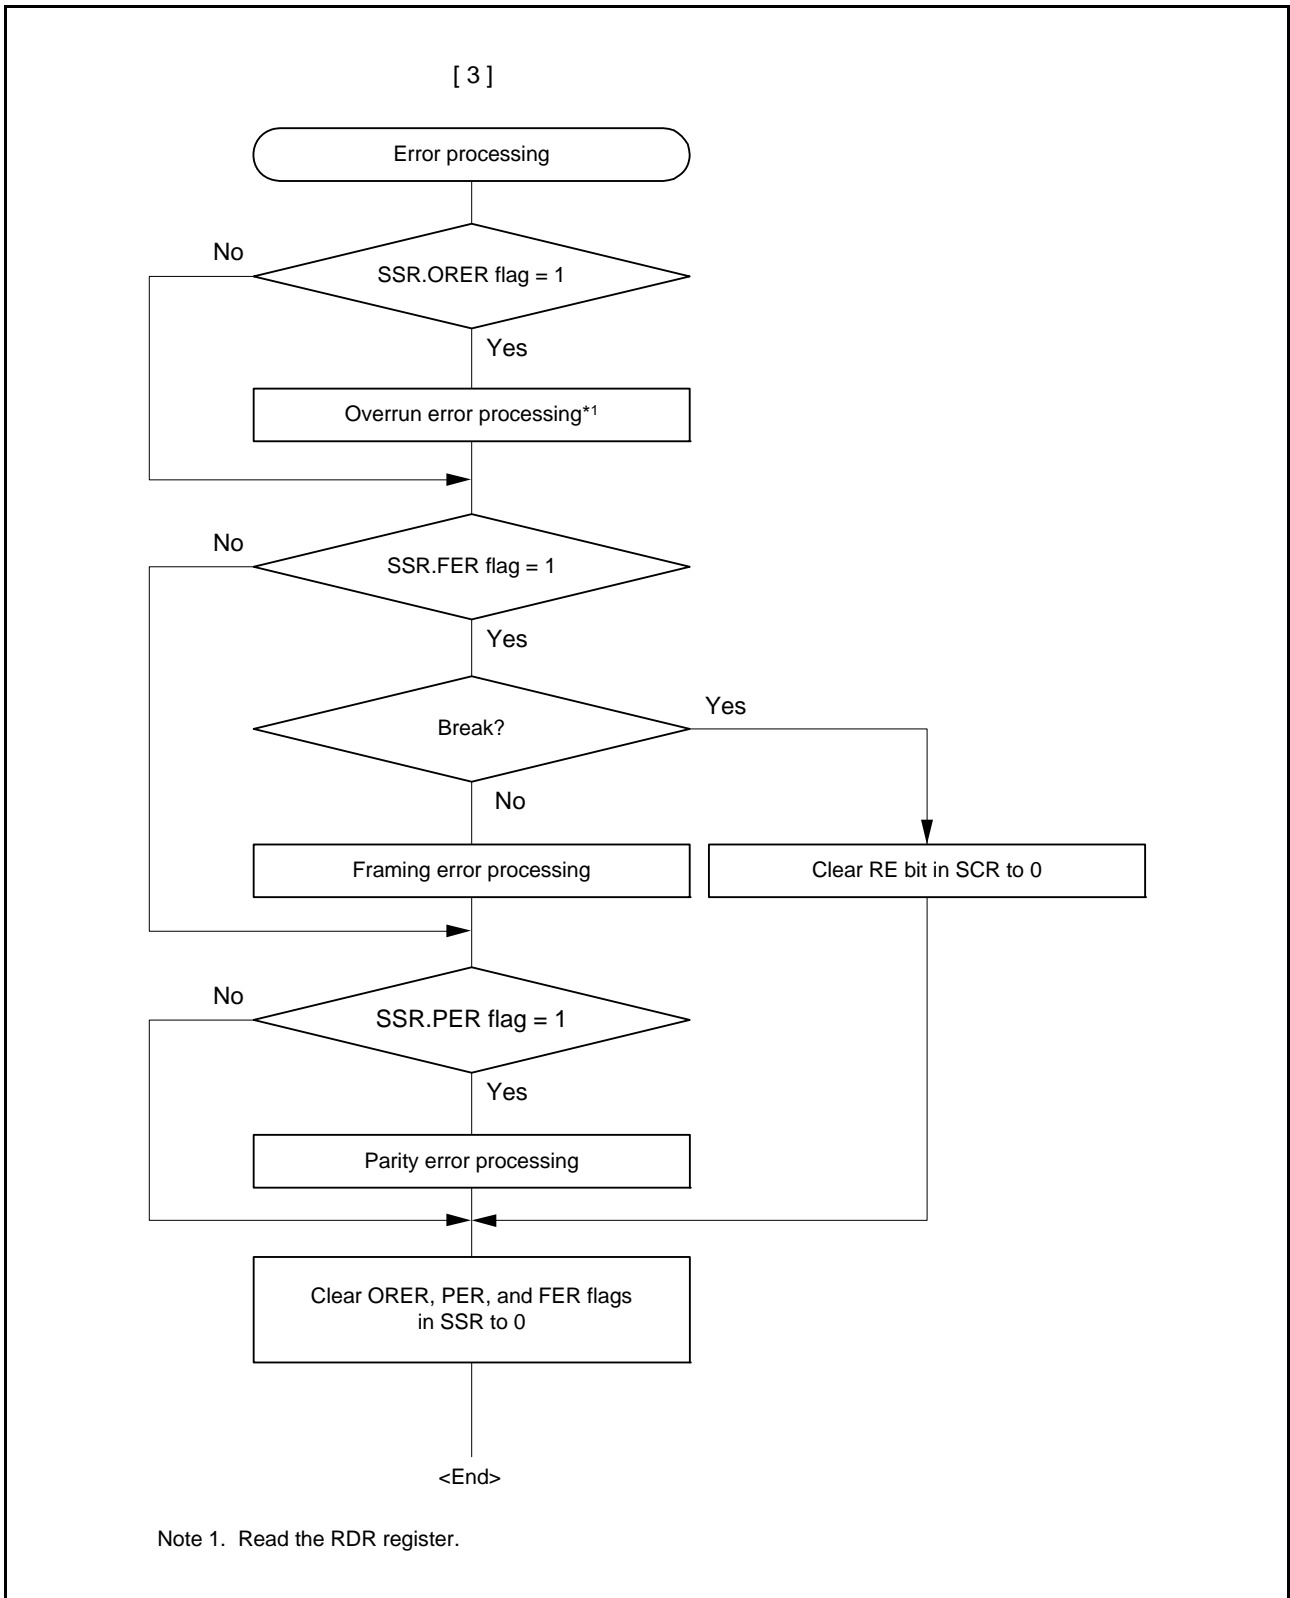 [ 3 ]
Error processing
No
SSR.ORER flag = 1
Yes
Overrun error processing*1
No
SSR.FER flag = 1
Yes
Break?
Yes
No
Framing error processing
Clear RE bit in SCR to 0
No
SSR.PER flag = 1
Yes
Parity error processing
Clear ORER, PER, and FER flags
in SSR to 0
<End>
Note 1.  Read the RDR register.